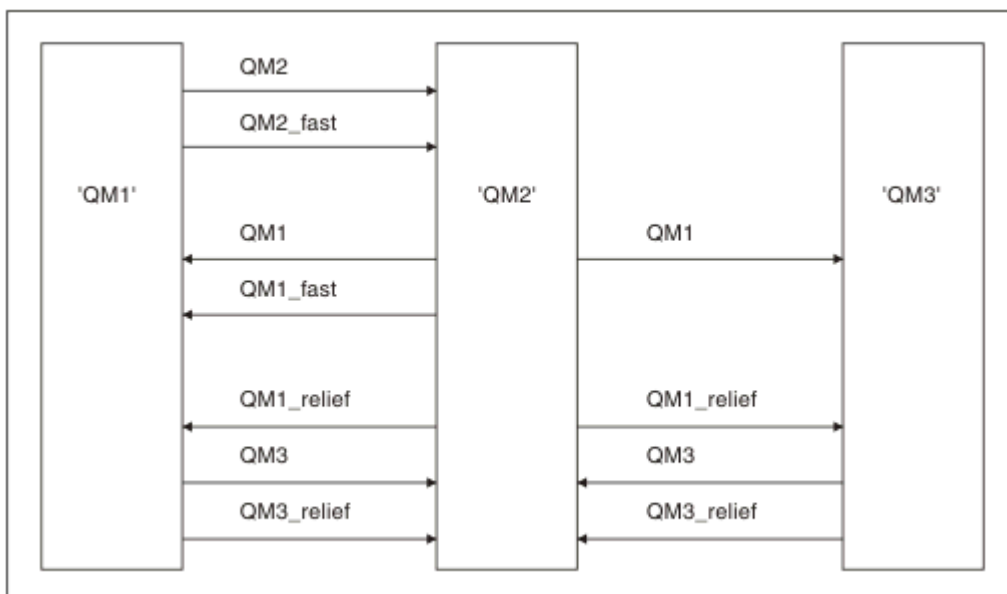 QM2
QM2_fast
'QM1'
'QM2'
'QM3'
QM1
QM1
QM1_fast
QM1_relief
QM1_relief
QM3
QM3
QM3_relief
QM3_relief